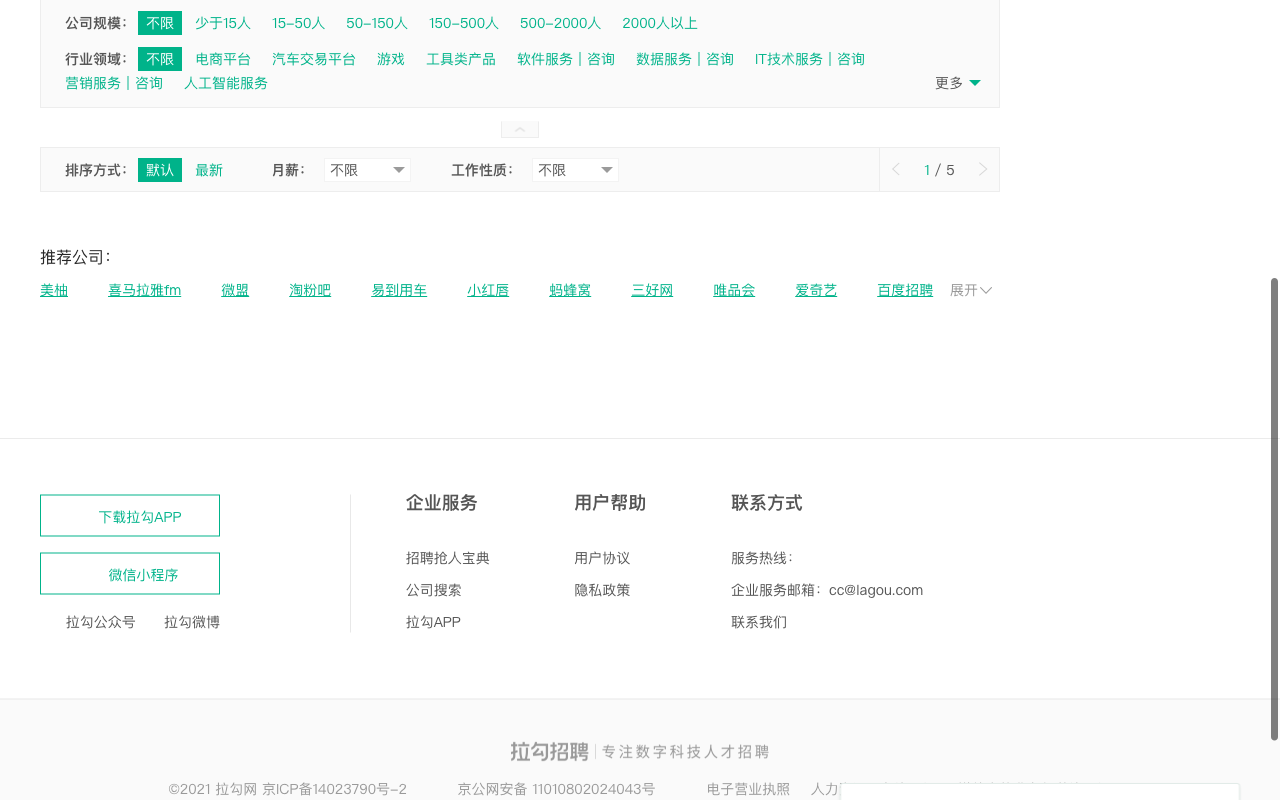 公司规模： 不限 少于15人 15-50人 50-150人 150-500人 500-2000人 2000人以上
行业领域： 不限 电商平台 汽车交易平台 游戏 工具类产品 软件服务｜咨询 数据服务｜咨询 IT技术服务｜咨询
营销服务｜咨询 人工智能服务 更多
排序方式： 默认 最新 月薪： 不限 工作性质： 不限 1 / 5
推荐公司：
美柚 喜马拉雅fm 微盟 淘粉吧 易到用车 小红唇 蚂蜂窝 三好网 唯品会 爱奇艺 百度招聘 展开
下载拉勾APP
微信小程序
拉勾公众号 拉勾微博
企业服务
招聘抢人宝典
公司搜索
拉勾APP
用户帮助
用户协议
隐私政策
联系方式
服务热线：
企业服务邮箱：cc@lagou.com
联系我们
拉勾招聘 专注数字科技人才招聘
©2021 拉勾网 京ICP备14023790号-2 京公网安备 11010802024043号 电子营业执照 人力